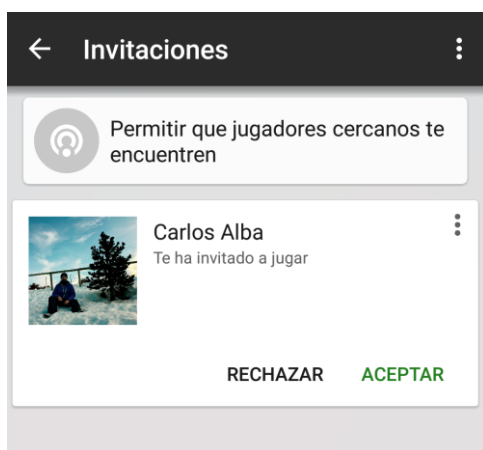 Invitaciones
Permitir que jugadores cercanos te
encuentren
Carlos Alba
Te ha invitado a jugar
RECHAZAR ACEPTAR